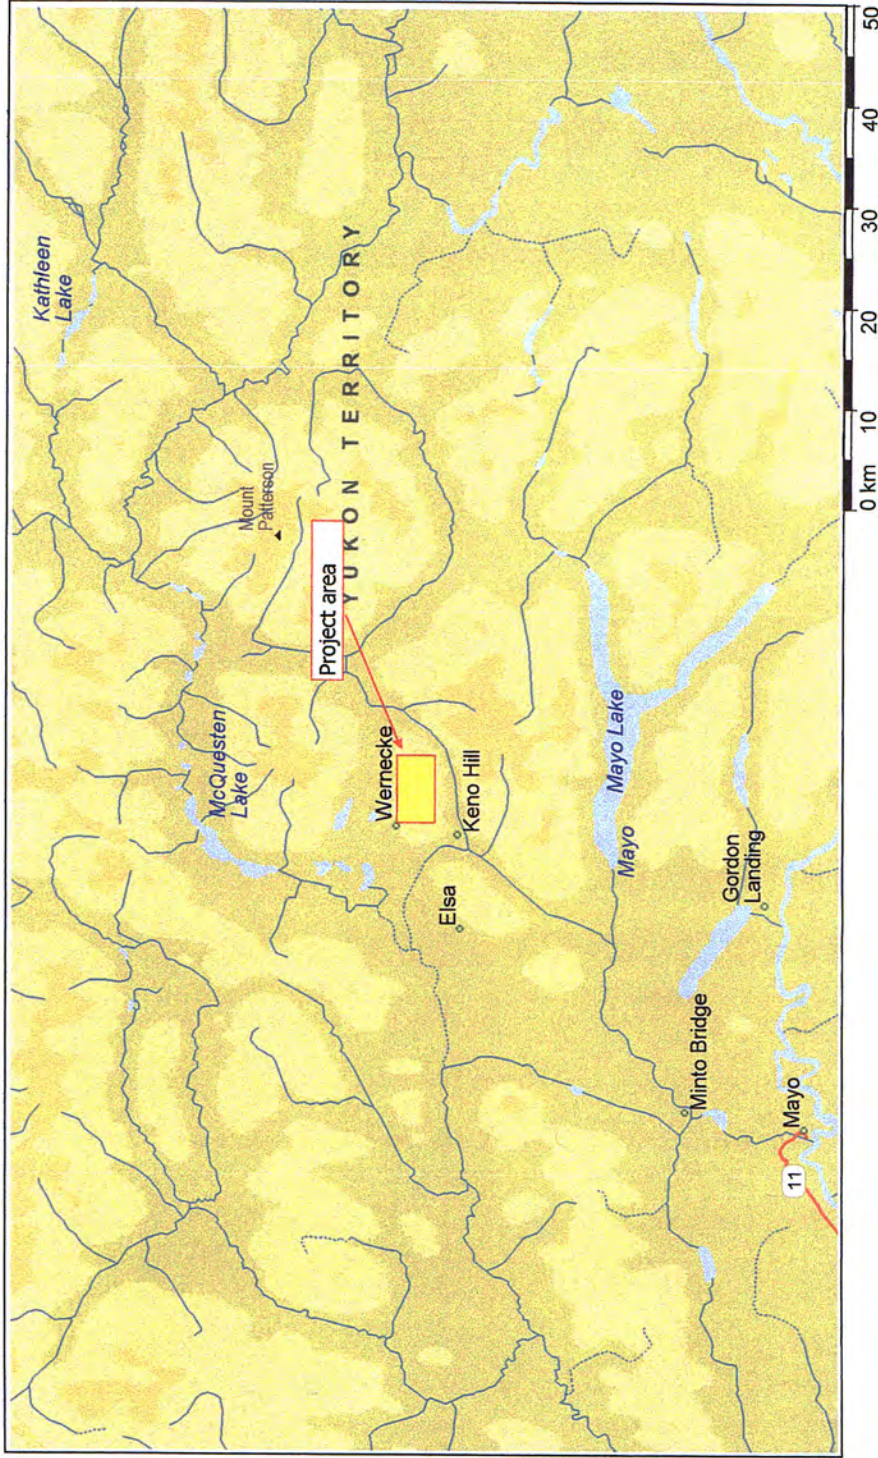 Kathleen
Lake
Mount
Patterson
YUKON TERRITORY
Project area
McQuesten
Lake
Wernecke
Keno Hill
Elsa
Mayo Lake
Mayo
Gordon
Landing
Minto Bridge
Mayo
11
0 km
10
20
30
40
50